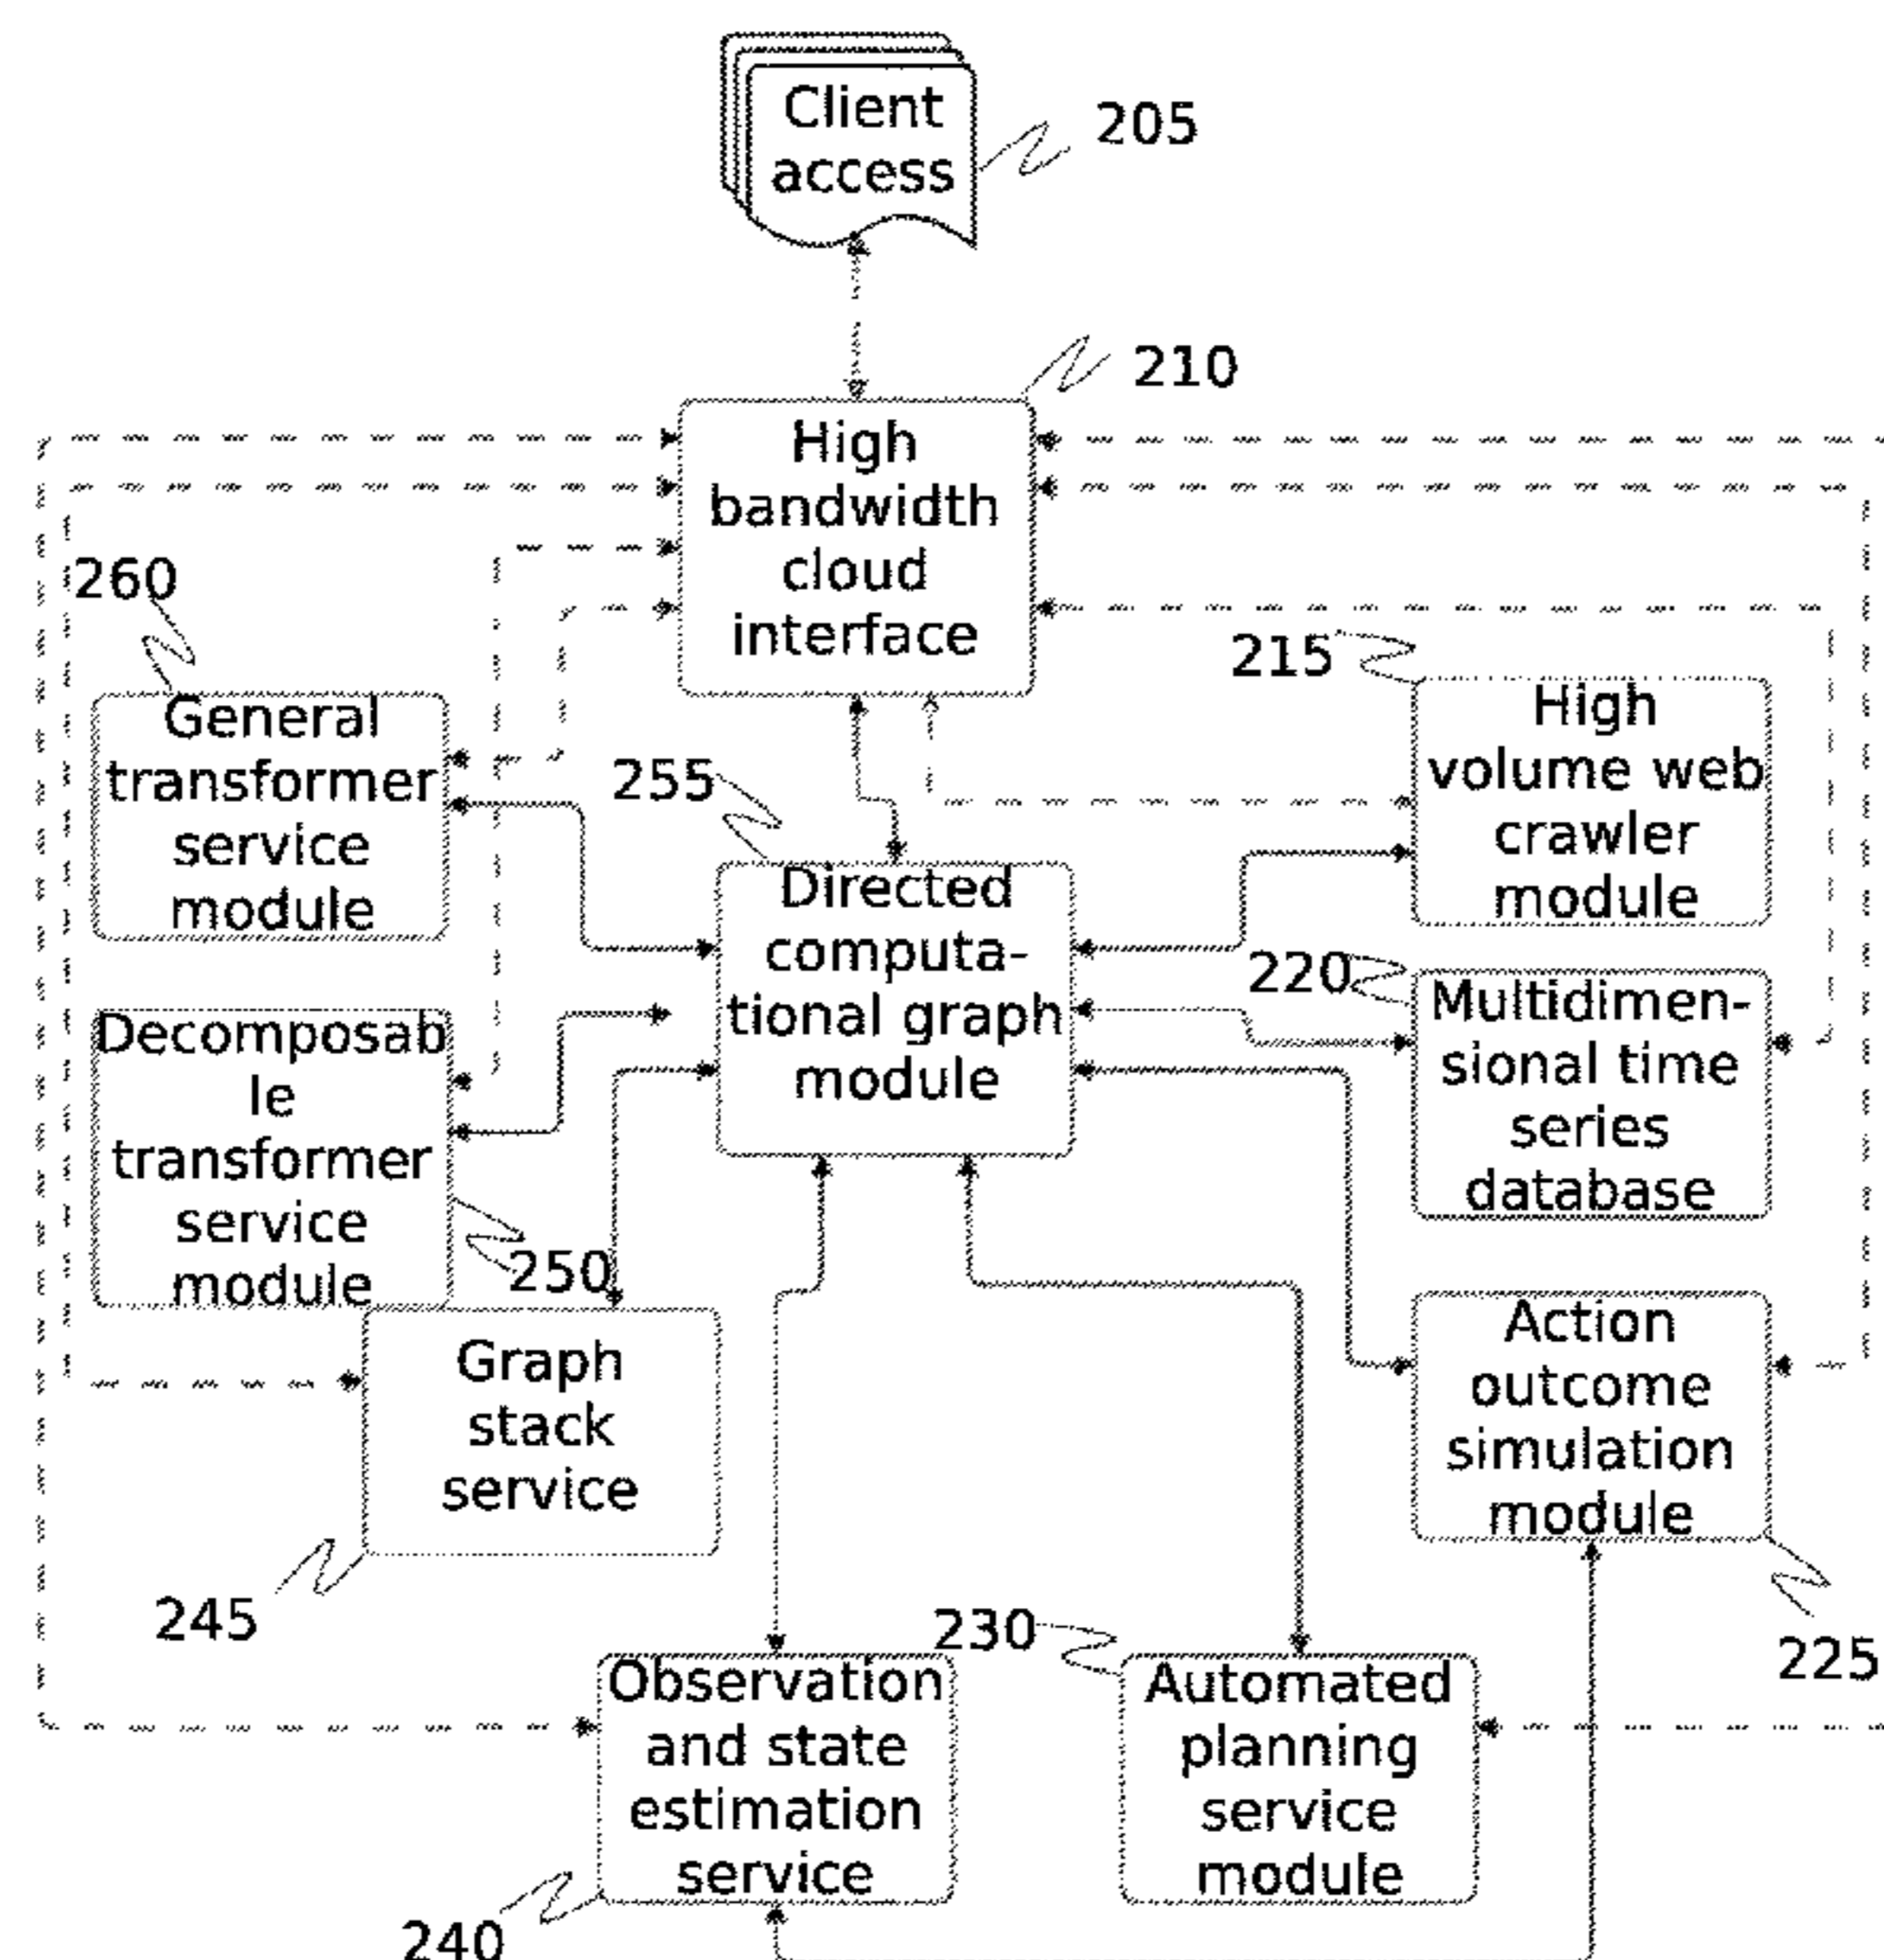 Client
access
205
210
High
bandwidth
cloud
interface
260
215
General
transformer
service
module
255
High
volume web
crawler
module
Directed
computa-
tional graph
module
220
Multidimen-
sional time
series
database
Decomposab
le
transformer
service
module
250
Graph
stack
service
245
Action
outcome
simulation
module
225
230
Observation
and state
estimation
service
240
Automated
planning
service
module